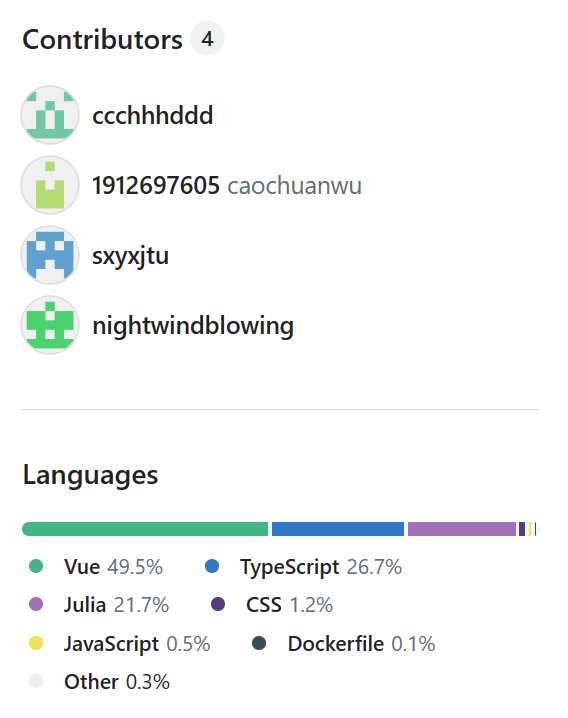 Contributors 4
ccchhhddd
1912697605 caochuanwu
sxyxjtu
nightwindblowing
Languages
Vue 49.5% TypeScript 26.7%
Julia 21.7% CSS 1.2%
JavaScript 0.5% Dockerfile 0.1%
Other 0.3%